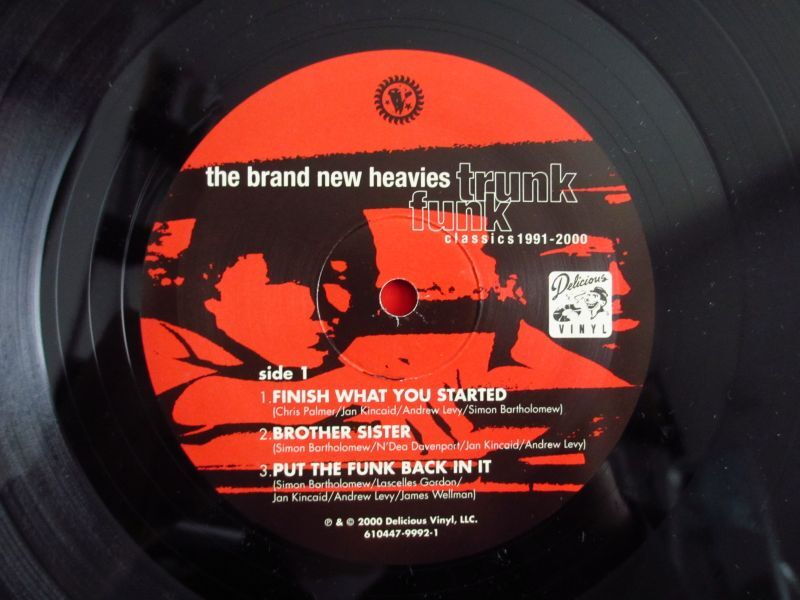 the brand new heavies trunk
funk
classics 1991-2000
Delicious
VINYL
side 1
1. FINISH WHAT YOU STARTED
(Chris Palmer/Jan Kincaid/Andrew Levy/Simon Bartholomew)
2. BROTHER SISTER
(Simon Bartholomew/N'Dea Davenport/Jan Kincaid/Andrew Levy)
3. PUT THE FUNK BACK IN IT
(Simon Bartholomew/Lascelles Gordon/
Jan Kincaid/Andrew Levy/James Wellman)
℗ & © 2000 Delicious Vinyl, LLC.
610447-9992-1